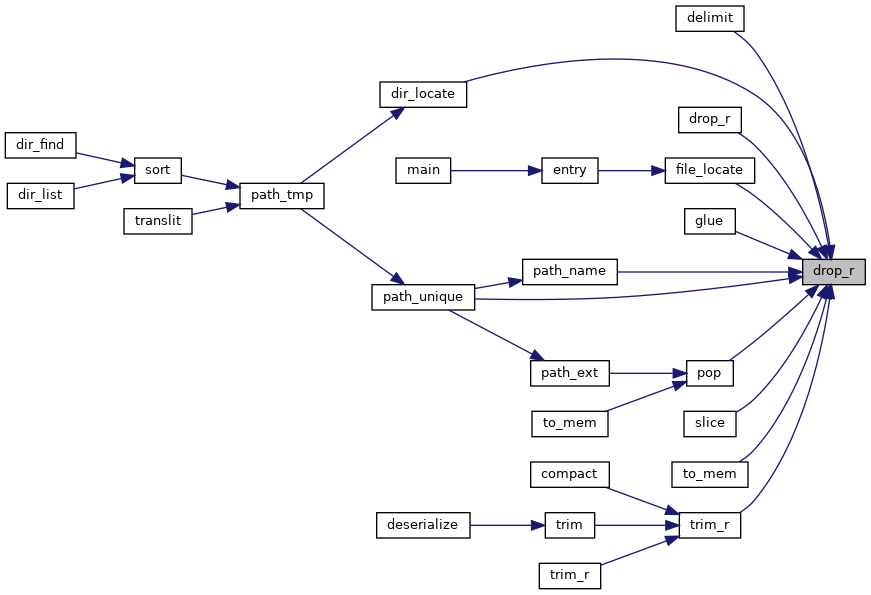 delimit
dir_locate
drop_r
dir_find
sort
main
entry
file_locate
dir_list
path_tmp
translit
glue
path_name
drop_r
path_unique
path_ext
pop
to_mem
slice
compact
to_mem
deserialize
trim
trim_r
trim_r